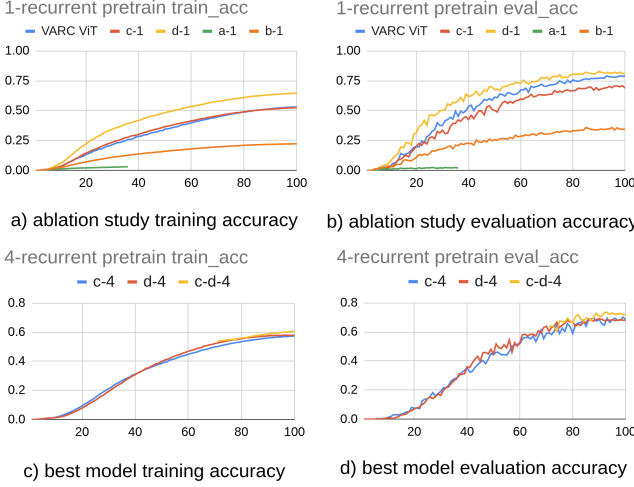 1-recurrent pretrain train_acc
VARC ViT c-1 d-1 a-1 b-1
1.00
0.75
0.50
0.25
0.00
20 40 60 80 100
a) ablation study training accuracy
1-recurrent pretrain eval_acc
VARC ViT c-1 d-1 a-1 b-1
1.00
0.75
0.50
0.25
0.00
20 40 60 80 100
b) ablation study evaluation accuracy
4-recurrent pretrain train_acc
c-4 d-4 c-d-4
0.8
0.6
0.4
0.2
0.0
20 40 60 80 100
c) best model training accuracy
4-recurrent pretrain eval_acc
c-4 d-4 c-d-4
0.8
0.6
0.4
0.2
0.0
20 40 60 80 100
d) best model evaluation accuracy